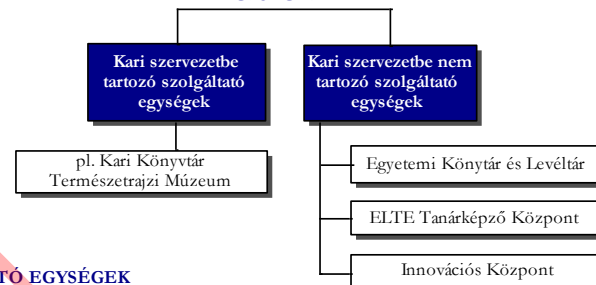 Kari szervezetbe
tartozó szolgáltató
egységek
Kari szervezetbe nem
tartozó szolgáltató
egységek
pl. Kari Könyvtár
Természetrajzi Múzeum
Egyetemi Könytár és Levéltár
ELTE Tanárképző Központ
Innovációs Központ
TÓ EGYSÉGEK